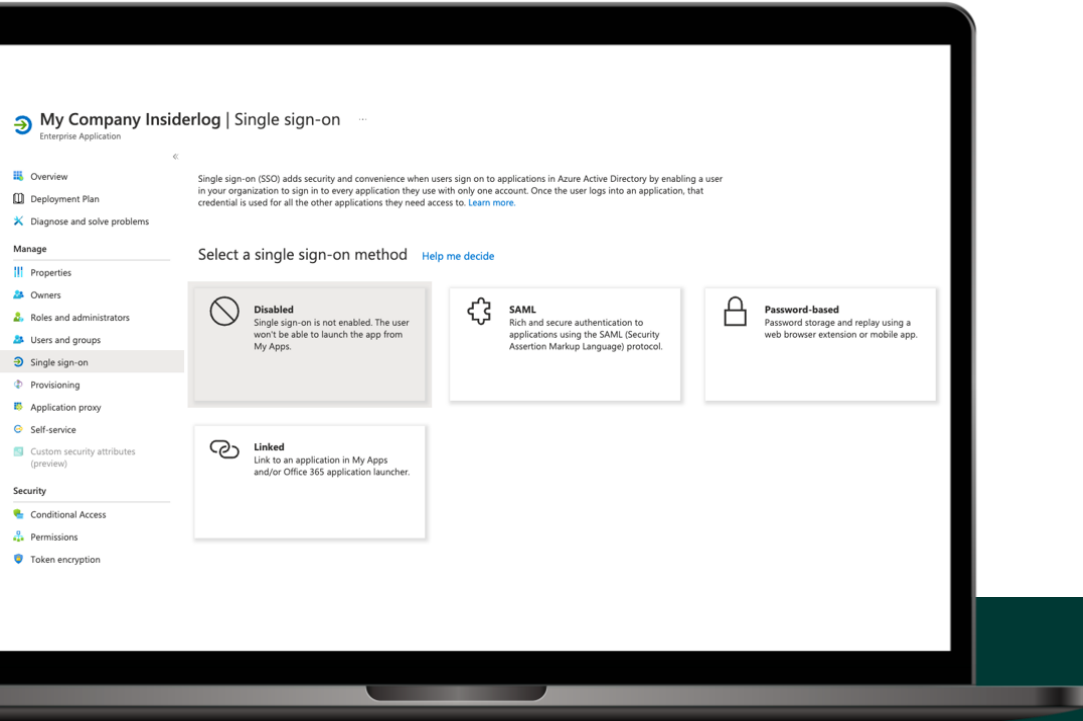 My Company Insiderlog | Single sign-on ...
Enterprise Application
«
Overview
Deployment Plan
Diagnose and solve problems
Manage
Properties
Owners
Roles and administrators
Users and groups
Single sign-on
Provisioning
Application proxy
Self-service
Custom security attributes
(preview)
Security
Conditional Access
Permissions
Token encryption
Single sign-on (SSO) adds security and convenience when users sign on to applications in Azure Active Directory by enabling a user
in your organization to sign in to every application they use with only one account. Once the user logs into an application, that
credential is used for all the other applications they need access to. Learn more.
Select a single sign-on method Help me decide
Disabled
Single sign-on is not enabled. The user
won't be able to launch the app from
My Apps.
SAML
Rich and secure authentication to
applications using the SAML (Security
Assertion Markup Language) protocol.
Password-based
Password storage and replay using a
web browser extension or mobile app.
Linked
Link to an application in My Apps
and/or Office 365 application launcher.